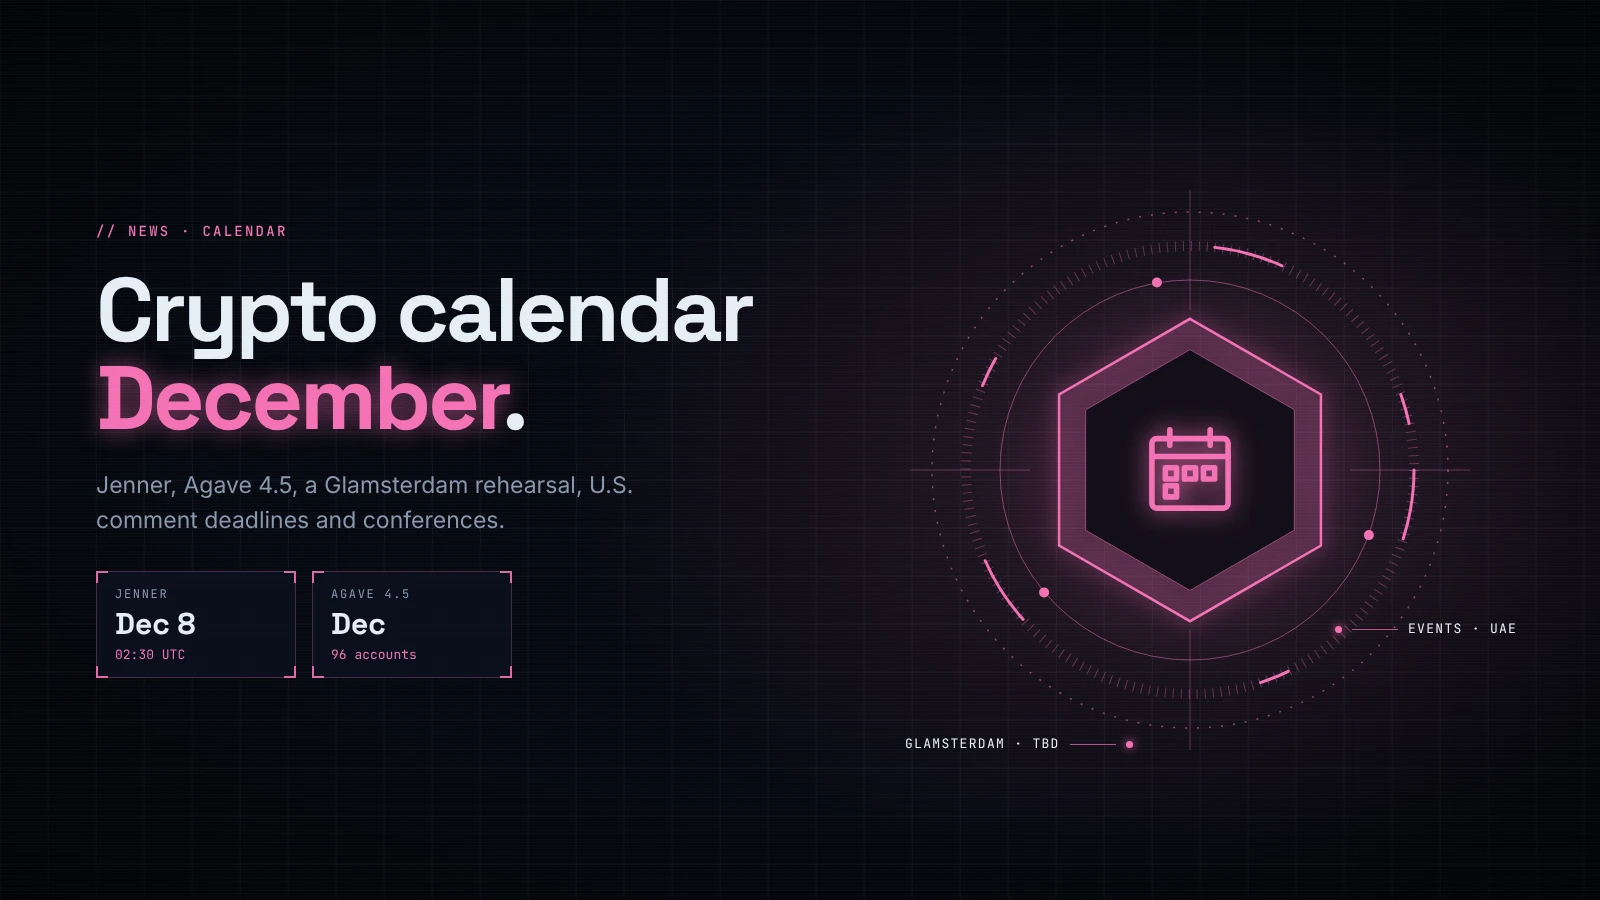 // NEWS · CALENDAR
Crypto calendar
December.
Jenner, Agave 4.5, a Glamsterdam rehearsal, U.S.
comment deadlines and conferences.
JENNER
Dec 8
02:30 UTC
AGAVE 4.5
Dec
96 accounts
EVENTS · UAE
GLAMSTERDAM · TBD